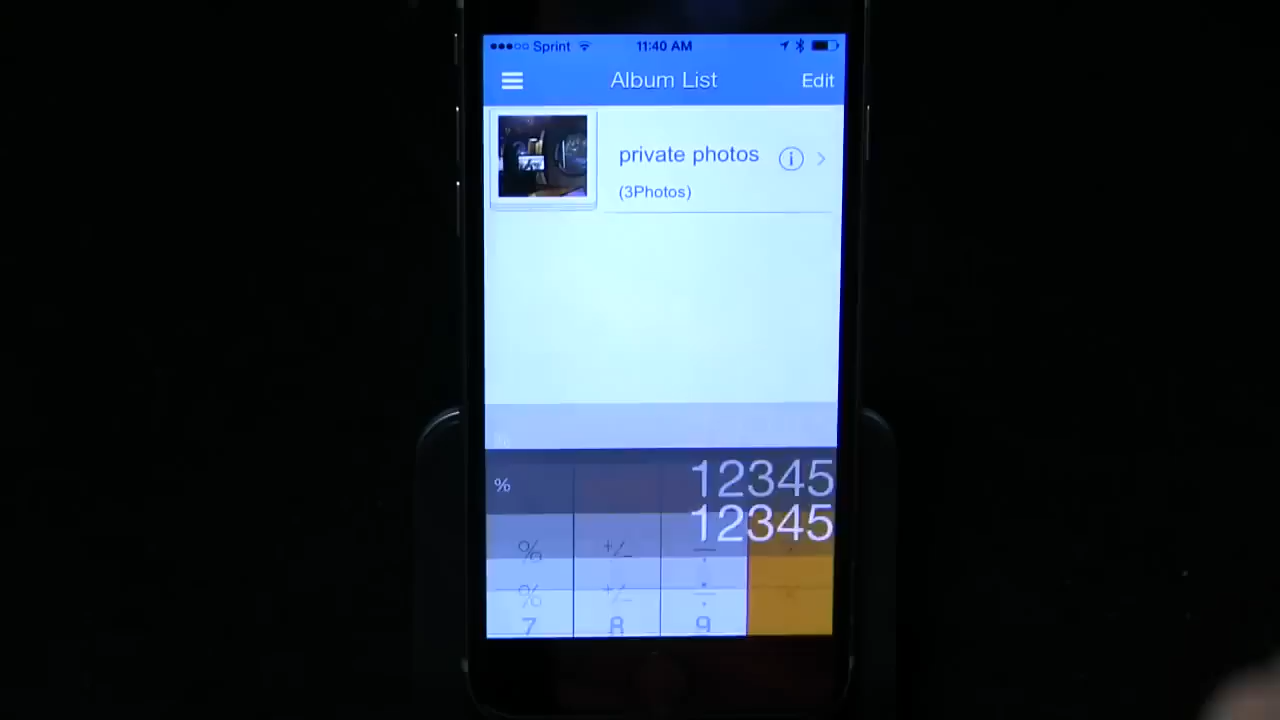 Sprint 11:40 AM
Album List Edit
private photos
(3Photos)
% 12345
12345
% +/_ ÷
% +/_ ÷
7 8 9